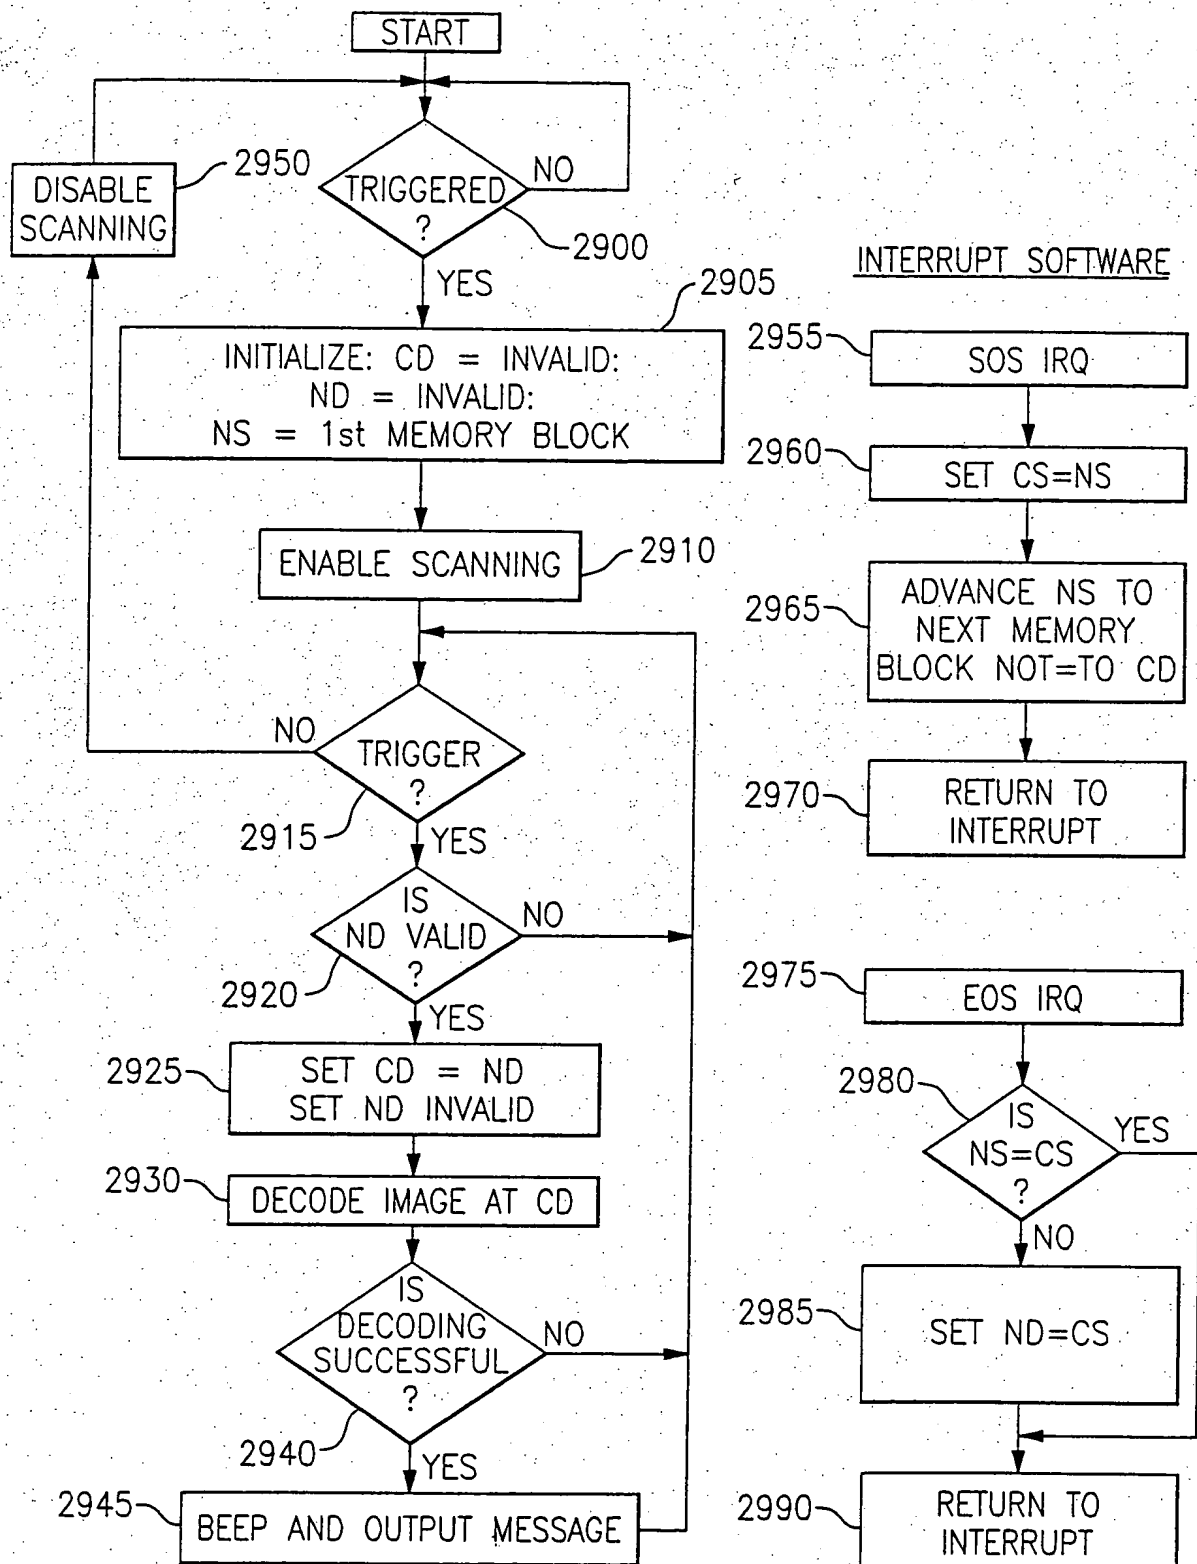 START
DISABLE
SCANNING
2950
TRIGGERED
?
NO
2900
YES
2905
INITIALIZE: CD = INVALID:
ND = INVALID:
NS = 1st MEMORY BLOCK
ENABLE SCANNING
2910
NO
TRIGGER
?
2915
YES
IS
ND VALID
?
NO
2920
YES
2925
SET CD = ND
SET ND INVALID
2930
DECODE IMAGE AT CD
IS
DECODING
SUCCESSFUL
?
NO
2940
YES
2945
BEEP AND OUTPUT MESSAGE
INTERRUPT SOFTWARE
2955
SOS IRQ
2960
SET CS=NS
2965
ADVANCE NS TO
NEXT MEMORY
BLOCK NOT=TO CD
2970
RETURN TO
INTERRUPT
2975
EOS IRQ
2980
IS
NS=CS
?
YES
NO
2985
SET ND=CS
2990
RETURN TO
INTERRUPT